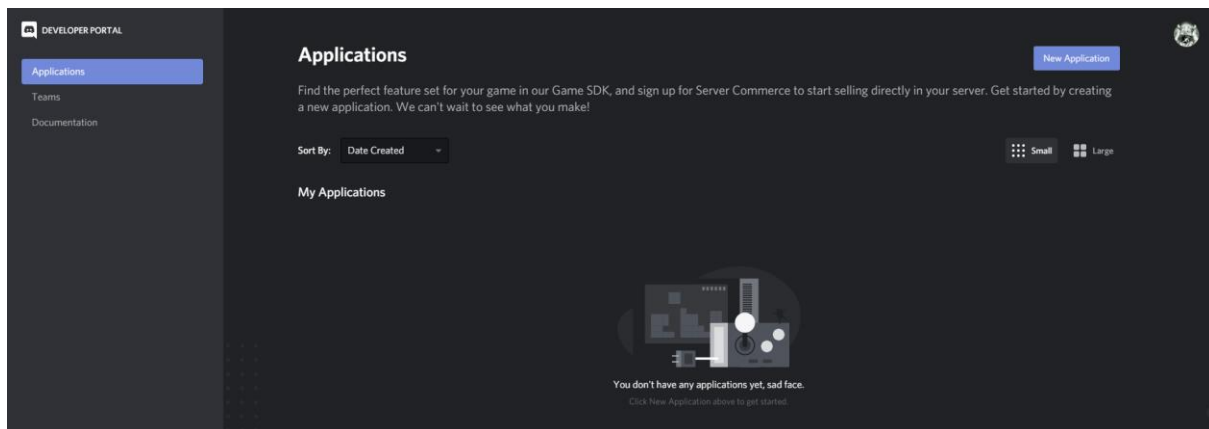 DEVELOPER PORTAL
Applications
Teams
Documentation
Applications
New Application
Find the perfect feature set for your game in our Game SDK, and sign up for Server Commerce to start selling directly in your server. Get started by creating
a new application. We can't wait to see what you make!
Sort By: Date Created
Small Large
My Applications
You don't have any applications yet, sad face.
Click New Application above to get started.